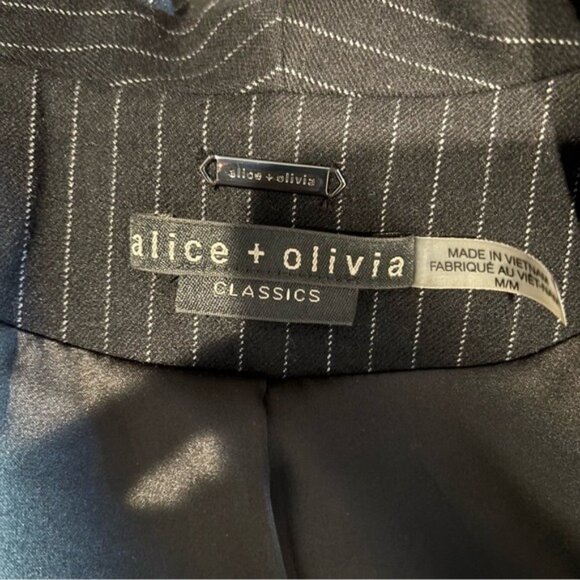 alice + olivia
alice + olivia
CLASSICS
MADE IN VIETNAM
FABRIQUÉ AU VIET-NAM
M/M